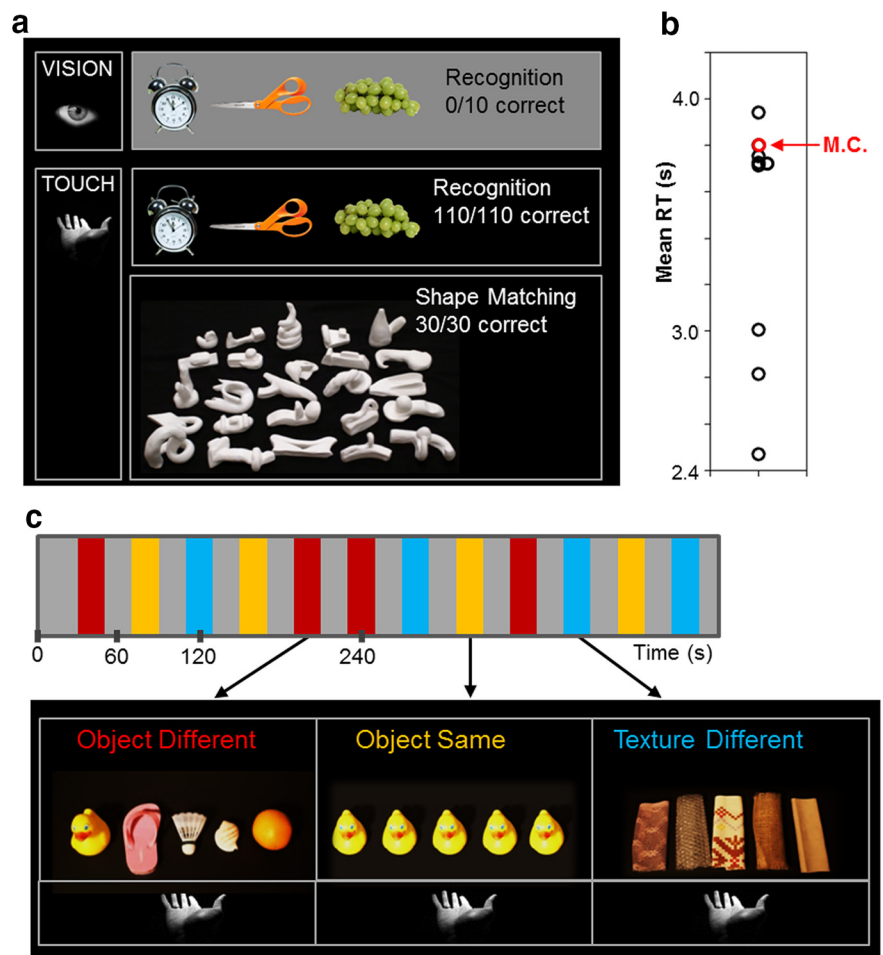 a
VISION
Recognition
0/10 correct
TOUCH
Recognition
110/110 correct
Shape Matching
30/30 correct
b
4.0
3.0
2.4
Mean RT (s)
M.C.
c
0
60
120
240
Time (s)
Object Different
Object Same
Texture Different